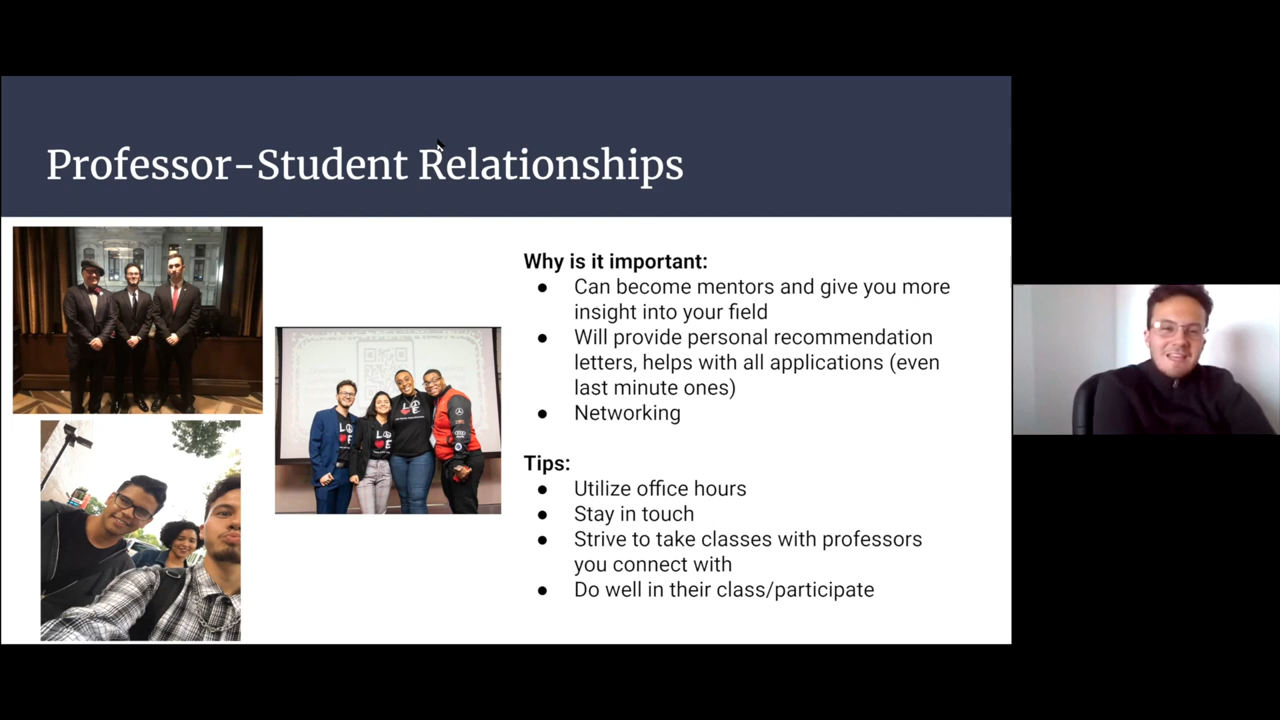 Professor-Student Relationships
Why is it important:
● Can become mentors and give you more
insight into your field
● Will provide personal recommendation
letters, helps with all applications (even
last minute ones)
● Networking
Tips:
● Utilize office hours
● Stay in touch
● Strive to take classes with professors
you connect with
● Do well in their class/participate